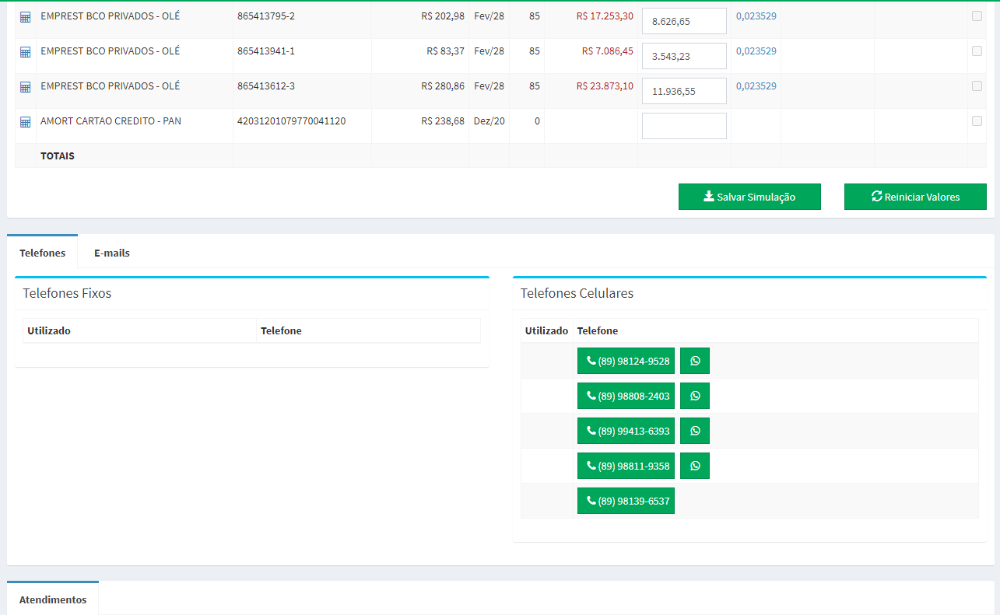 EMPREST BCO PRIVADOS - OLÉ 865413795-2 R$ 202,98 Fev/28 85 R$ 17.253,30 8.626,65 0,023529
EMPREST BCO PRIVADOS - OLÉ 865413941-1 R$ 83,37 Fev/28 85 R$ 7.086,45 3.543,23 0,023529
EMPREST BCO PRIVADOS - OLÉ 865413612-3 R$ 280,86 Fev/28 85 R$ 23.873,10 11.936,55 0,023529
AMORT CARTAO CREDITO - PAN 42031201079770041120 R$ 238,68 Dez/20 0
TOTAIS
Salvar Simulação Reiniciar Valores
Telefones E-mails
Telefones Fixos
Utilizado Telefone
Telefones Celulares
Utilizado Telefone
(89) 98124-9528
(89) 98808-2403
(89) 99413-6393
(89) 98811-9358
(89) 98139-6537
Atendimentos